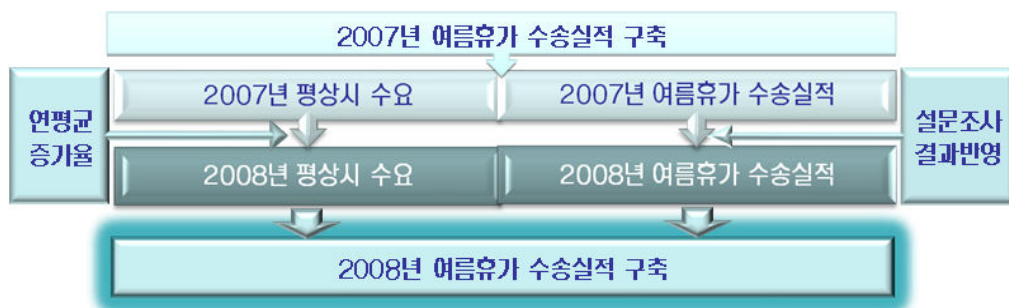 2007년 여름휴가 수송실적 구축
연평균
증가율
2007년 평상시 수요
2007년 여름휴가 수송실적
설문조사
결과반영
2008년 평상시 수요
2008년 여름휴가 수송실적
2008년 여름휴가 수송실적 구축